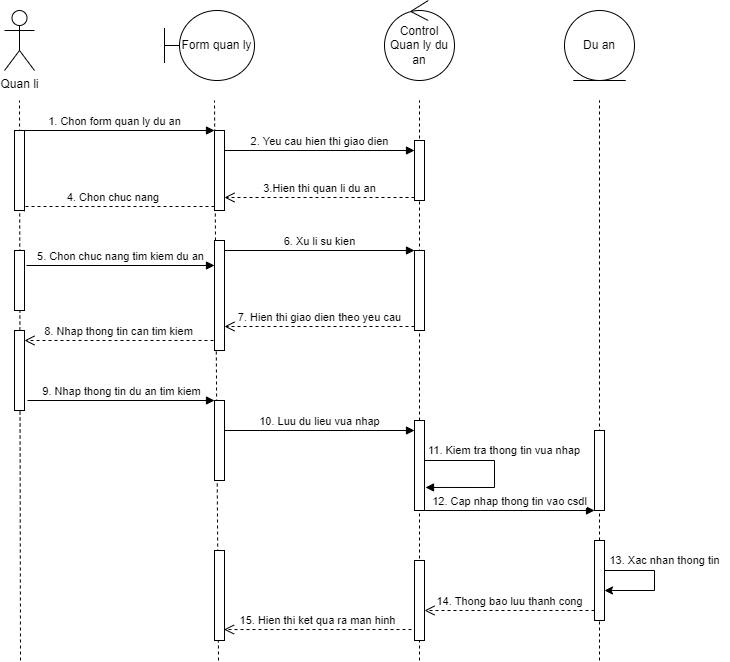 Quan li
Form quan ly
Control
Quan ly du
an
Du an
1. Chon form quan ly du an
2. Yeu cau hien thi giao dien
3.Hien thi quan li du an
4. Chon chuc nang
5. Chon chuc nang tim kiem du an
6. Xu li su kien
7. Hien thi giao dien theo yeu cau
8. Nhap thong tin can tim kiem
9. Nhap thong tin du an tim kiem
10. Luu du lieu vua nhap
11. Kiem tra thong tin vua nhap
12. Cap nhap thong tin vao csdl
13. Xac nhan thong tin
14. Thong bao luu thanh cong
15. Hien thi ket qua ra man hinh